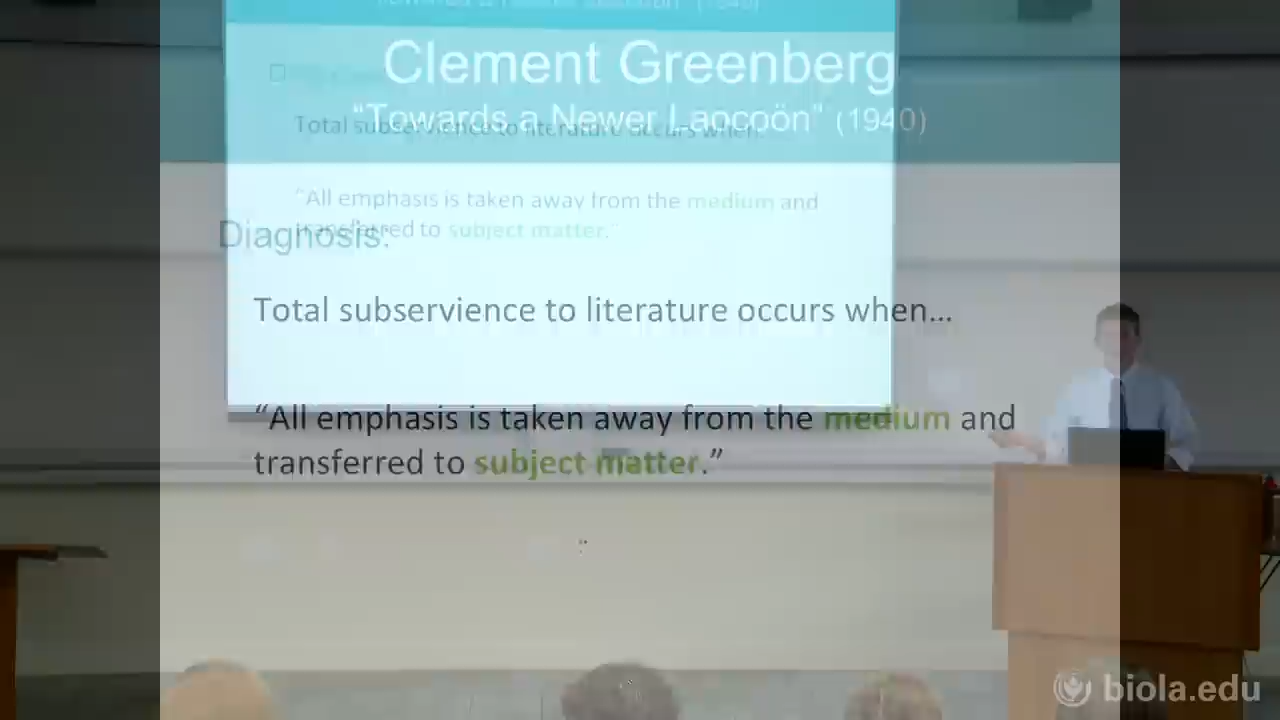 Clement Greenberg
“Towards a Newer Laocoön” (1940)
Total subservience to literature occurs when...
“All emphasis is taken away from the medium and
transferred to subject matter.”
Diagnosis:
Total subservience to literature occurs when...
“All emphasis is taken away from the medium and
transferred to subject matter.”
biola.edu